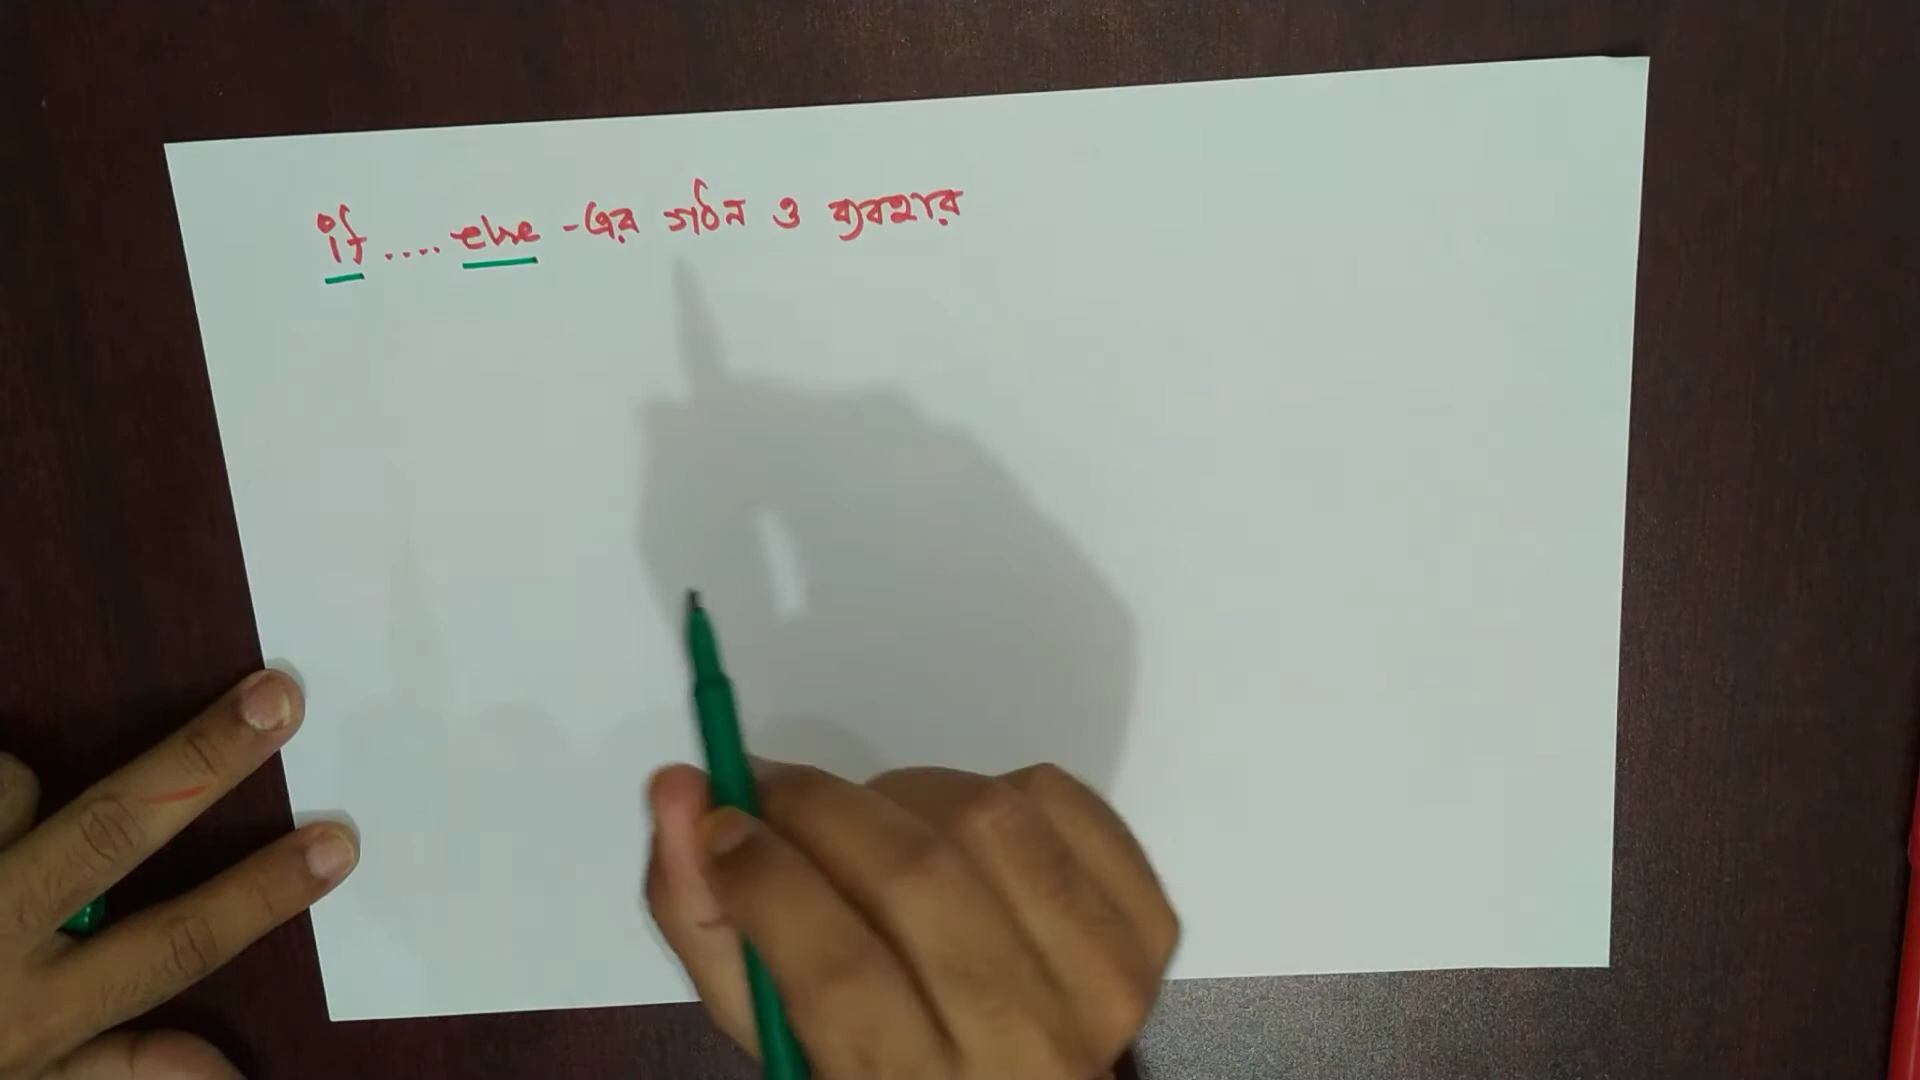 if .... else -এর গঠন ও ব্যবহার